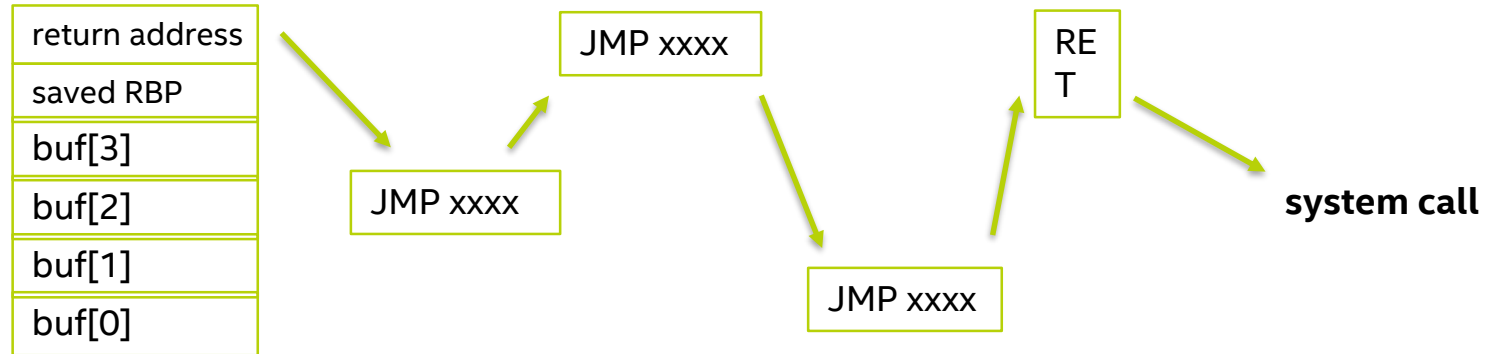 return address
saved RBP
buf[3]
buf[2]
buf[1]
buf[0]
JMP xxxx
JMP xxxx
JMP xxxx
RE
T
system call